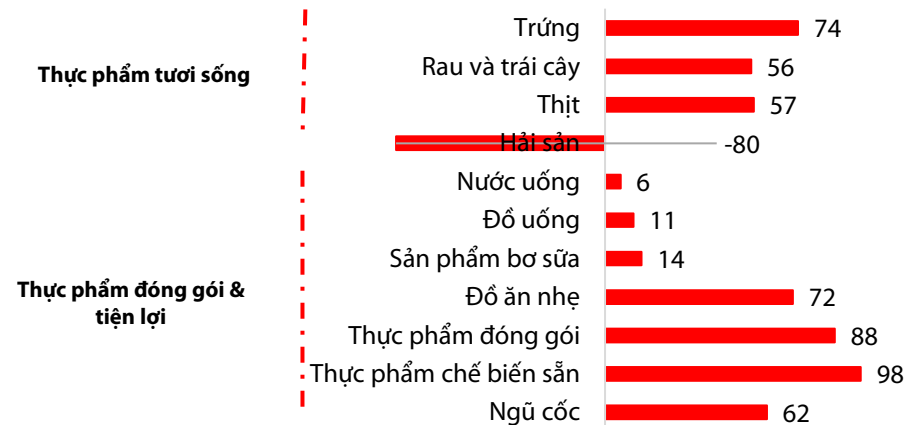 Thực phẩm tươi sống
Trứng 74
Rau và trái cây 56
Thịt 57
Hải sản -80
Thực phẩm đóng gói &
tiện lợi
Nước uống 6
Đồ uống 11
Sản phẩm bơ sữa 14
Đồ ăn nhẹ 72
Thực phẩm đóng gói 88
Thực phẩm chế biến sẵn 98
Ngũ cốc 62